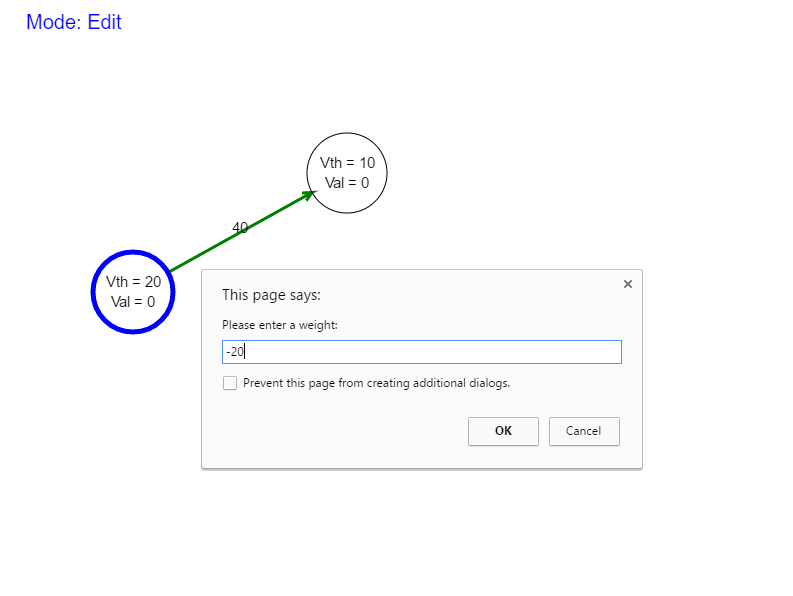 Mode: Edit
Vth = 10
Val = 0
40
Vth = 20
Val = 0
This page says:
Please enter a weight:
-20
Prevent this page from creating additional dialogs.
OK
Cancel